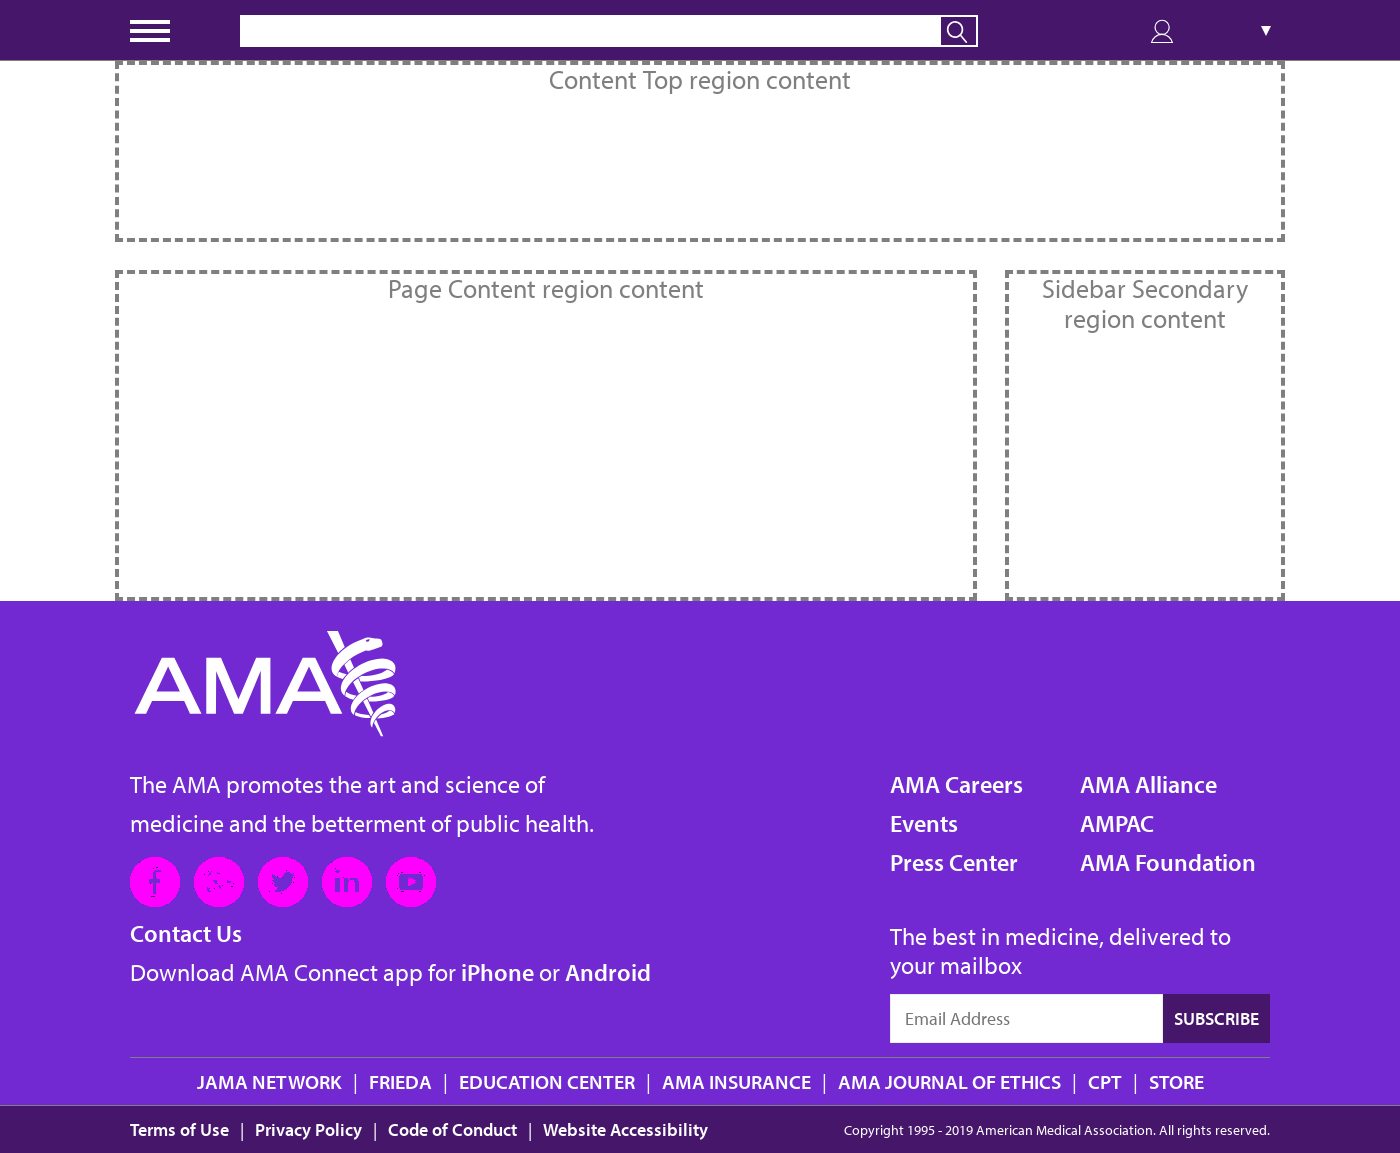 Content Top region content
Page Content region content
Sidebar Secondary
region content
AMA
The AMA promotes the art and science of
medicine and the betterment of public health.
Contact Us
Download AMA Connect app for iPhone or Android
AMA Careers
Events
Press Center
AMA Alliance
AMPAC
AMA Foundation
The best in medicine, delivered to
your mailbox
Email Address
SUBSCRIBE
JAMA NETWORK | FRIEDA | EDUCATION CENTER | AMA INSURANCE | AMA JOURNAL OF ETHICS | CPT | STORE
Terms of Use | Privacy Policy | Code of Conduct | Website Accessibility
Copyright 1995 - 2019 American Medical Association. All rights reserved.